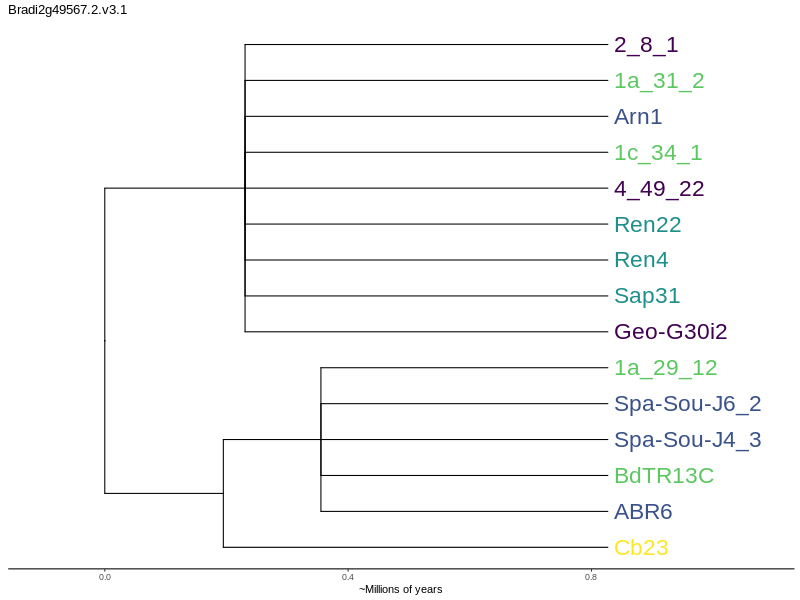 Bradi2g49567.2.v3.1
2_8_1
1a_31_2
Arn1
1c_34_1
4_49_22
Ren22
Ren4
Sap31
Geo-G30i2
1a_29_12
Spa-Sou-J6_2
Spa-Sou-J4_3
BdTR13C
ABR6
Cb23
0.0 0.4 0.8
~Millions of years